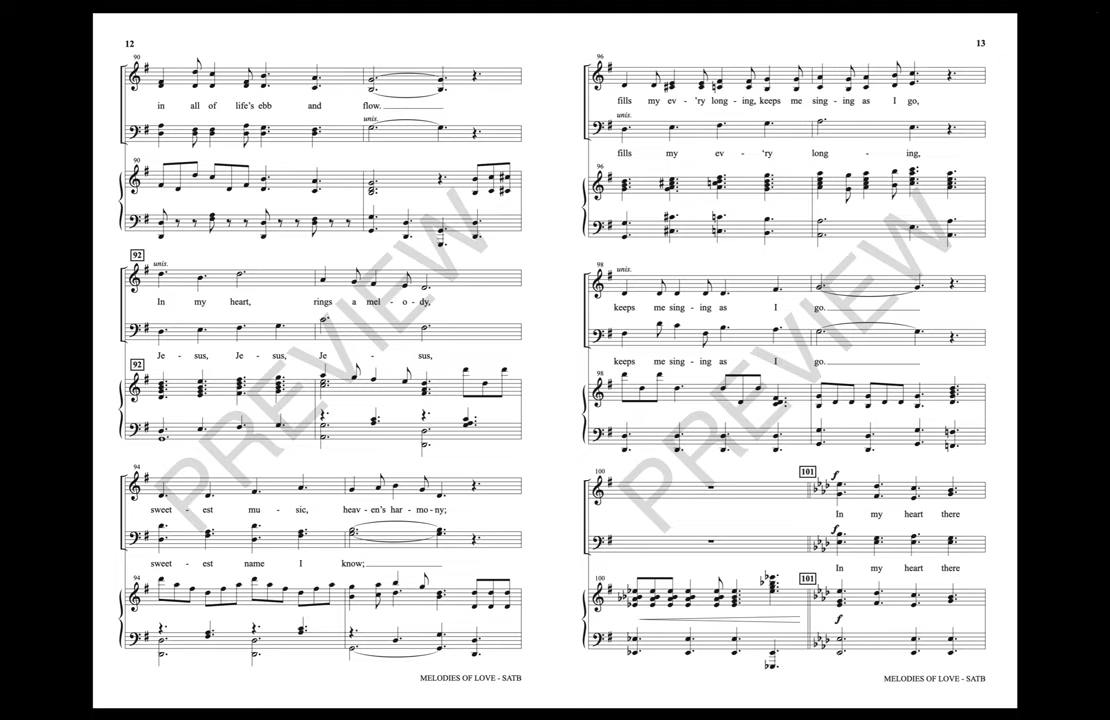 12
90
in all of life's ebb and flow.
unis.
90
92
unis.
In my heart, rings a mel - o - dy,
Je - sus, Je - sus, Je - sus,
92
94
sweet - est mu - sic, heav - en's har - mo - ny;
sweet - est name I know;
94
MELODIES OF LOVE - SATB
13
96
fills my ev - 'ry long - ing, keeps me sing - ing as I go,
unis.
fills my ev - 'ry long - ing,
96
98
unis.
keeps me sing - ing as I go.
keeps me sing - ing as I go.
98
100
101
f
In my heart there
f
In my heart there
100
101
f
MELODIES OF LOVE - SATB
PREVIEW
PREVIEW